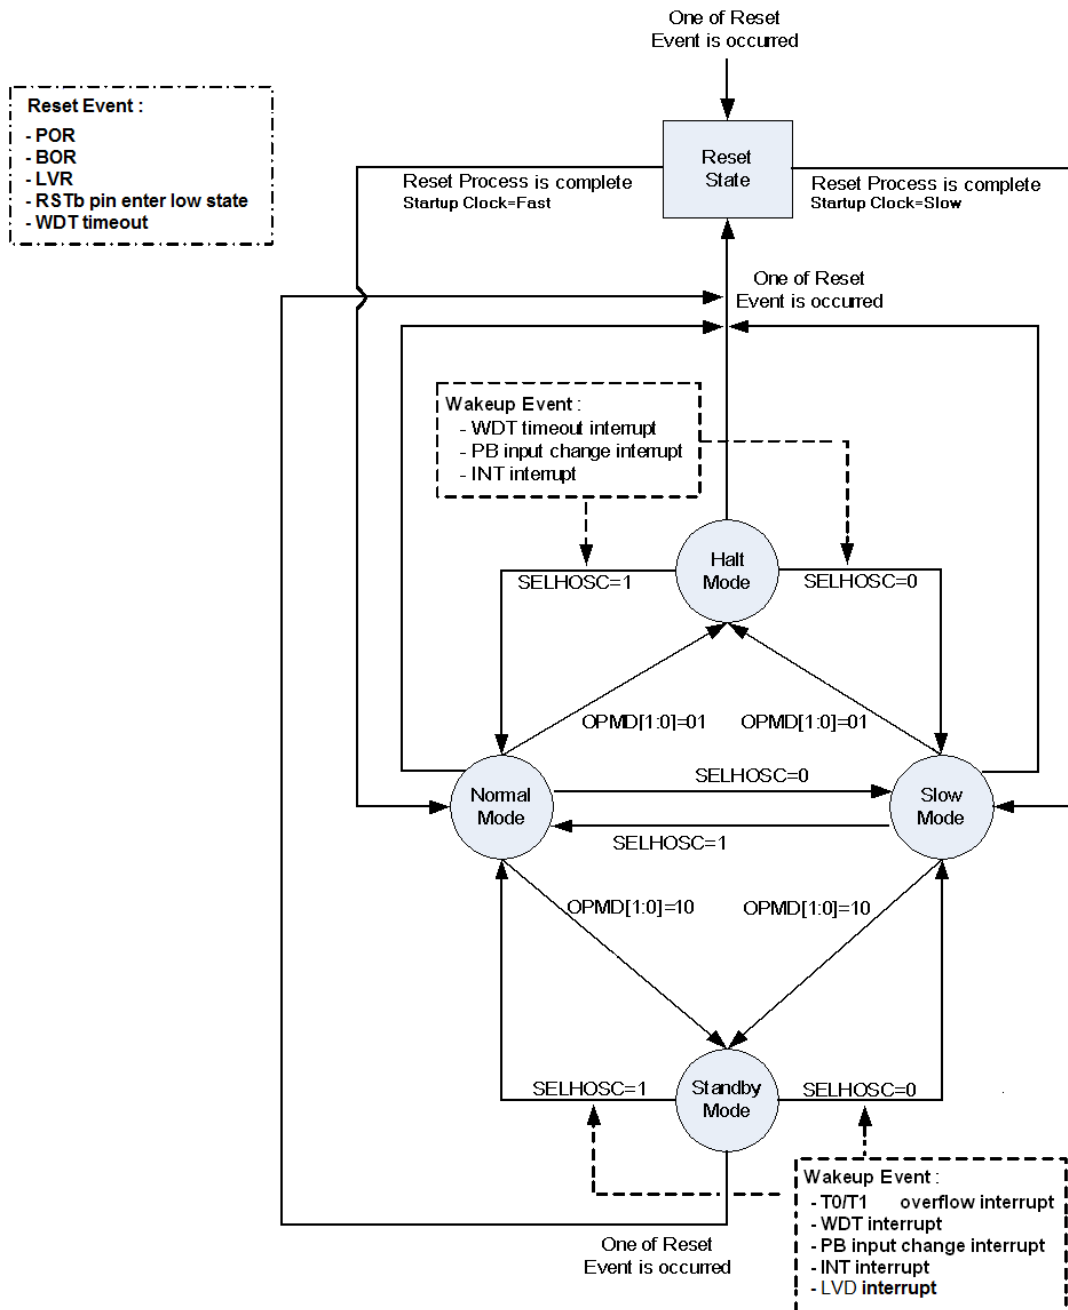 One of Reset
Event is occurred
Reset Event :
- POR
- BOR
- LVR
- RSTb pin enter low state
- WDT timeout
Reset
State
Reset Process is complete
Startup Clock=Fast
Reset Process is complete
Startup Clock=Slow
One of Reset
Event is occurred
Wakeup Event :
- WDT timeout interrupt
- PB input change interrupt
- INT interrupt
Halt
Mode
SELHOSC=1
SELHOSC=0
OPMD[1:0]=01
OPMD[1:0]=01
SELHOSC=0
Normal
Mode
Slow
Mode
SELHOSC=1
OPMD[1:0]=10
OPMD[1:0]=10
SELHOSC=1
Standby
Mode
SELHOSC=0
Wakeup Event :
- T0/T1 overflow interrupt
- WDT interrupt
- PB input change interrupt
- INT interrupt
- LVD interrupt
One of Reset
Event is occurred